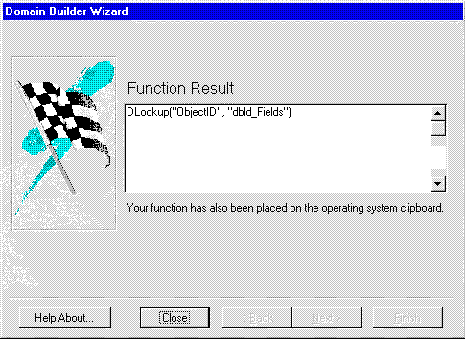 Domain Builder Wizard
Function Result
DLookup("ObjectID", "dbld_Fields")
Your function has also been placed on the operating system clipboard.
Help About...
Close
< Back
Next >
Finish